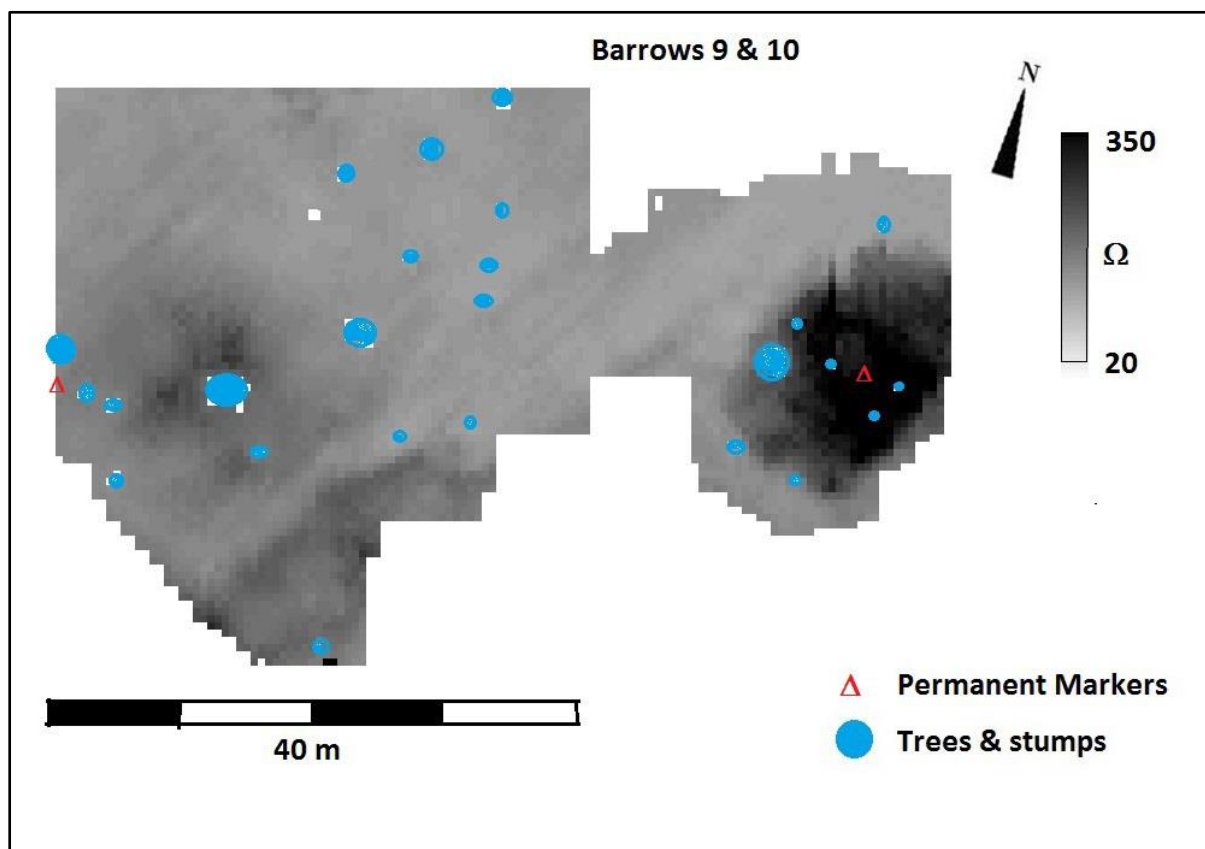 Barrows 9 & 10
N
350
Ω
20
40 m
Δ Permanent Markers
Trees & stumps